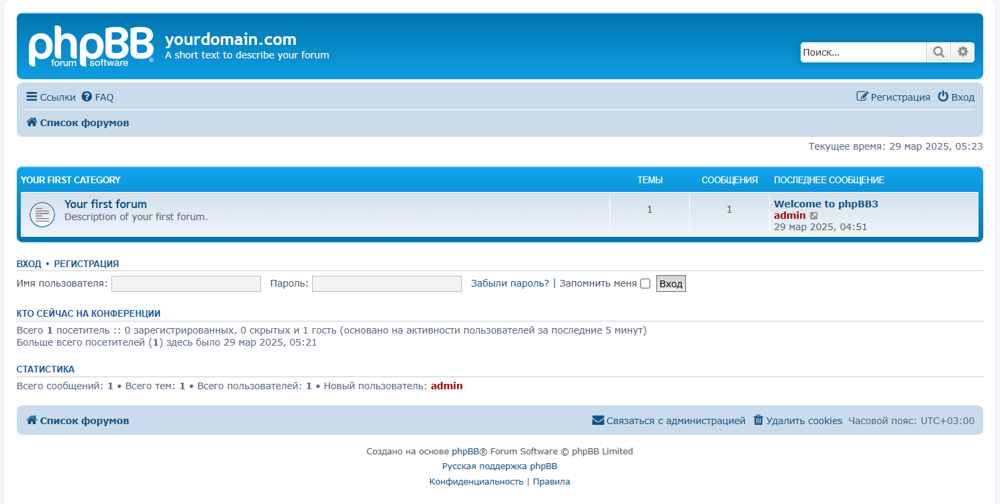 phpBB
forum software ®
yourdomain.com
A short text to describe your forum
Поиск...
Ссылки FAQ
Регистрация Вход
Список форумов
Текущее время: 29 мар 2025, 05:23
YOUR FIRST CATEGORY ТЕМЫ СООБЩЕНИЯ ПОСЛЕДНЕЕ СООБЩЕНИЕ
Your first forum
Description of your first forum.
1
1
Welcome to phpBB3
admin
29 мар 2025, 04:51
ВХОД • РЕГИСТРАЦИЯ
Имя пользователя: Пароль: Забыли пароль? | Запомнить меня Вход
КТО СЕЙЧАС НА КОНФЕРЕНЦИИ
Всего 1 посетитель :: 0 зарегистрированных, 0 скрытых и 1 гость (основано на активности пользователей за последние 5 минут)
Больше всего посетителей (1) здесь было 29 мар 2025, 05:21
СТАТИСТИКА
Всего сообщений: 1 • Всего тем: 1 • Всего пользователей: 1 • Новый пользователь: admin
Список форумов Связаться с администрацией Удалить cookies Часовой пояс: UTC+03:00
Создано на основе phpBB® Forum Software © phpBB Limited
Русская поддержка phpBB
Конфиденциальность | Правила